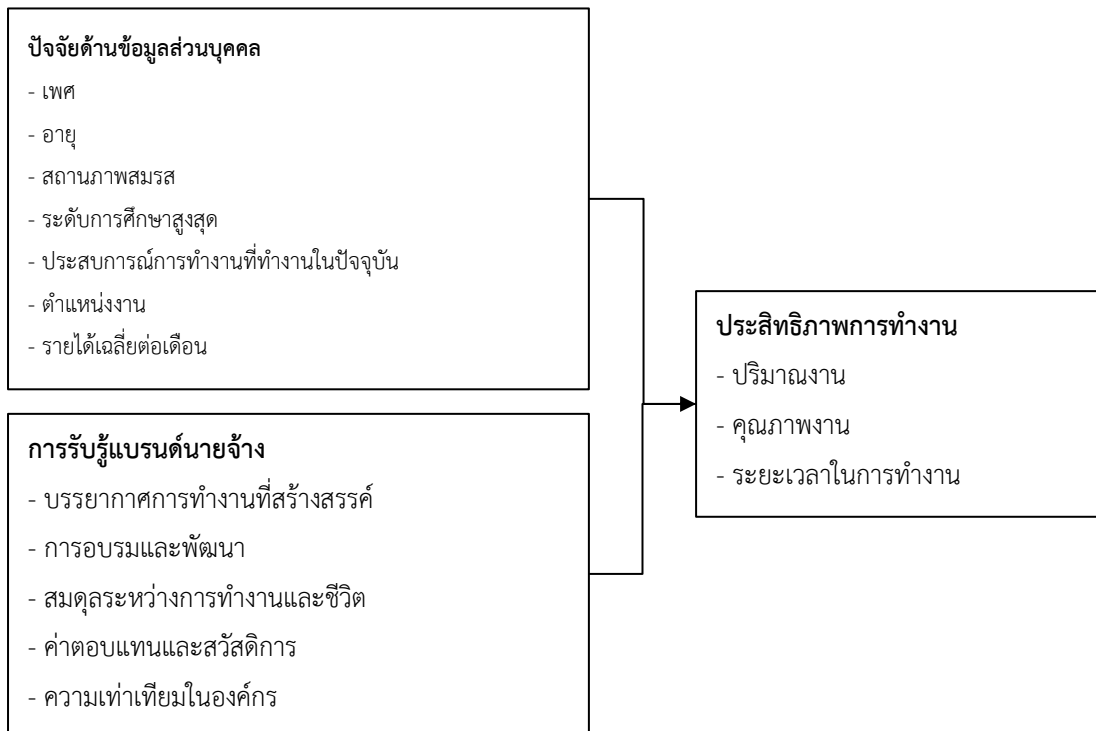 ปัจจัยด้านข้อมูลส่วนบุคคล
- เพศ
- อายุ
- สถานภาพสมรส
- ระดับการศึกษาสูงสุด
- ประสบการณ์การทำงานที่ทำงานในปัจจุบัน
- ตำแหน่งงาน
- รายได้เฉลี่ยต่อเดือน
การรับรู้แบรนด์นายจ้าง
- บรรยากาศการทำงานที่สร้างสรรค์
- การอบรมและพัฒนา
- สมดุลระหว่างการทำงานและชีวิต
- ค่าตอบแทนและสวัสดิการ
- ความเท่าเทียมในองค์กร
ประสิทธิภาพการทำงาน
- ปริมาณงาน
- คุณภาพงาน
- ระยะเวลาในการทำงาน